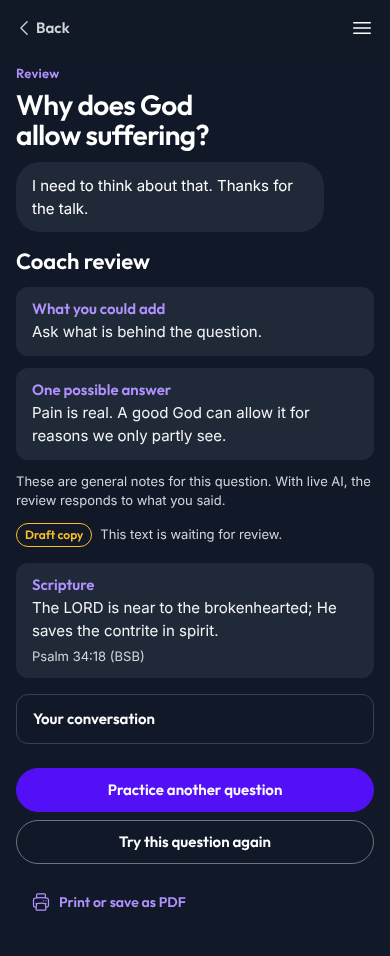 Back
Review
Why does God
allow suffering?
I need to think about that. Thanks for
the talk.
Coach review
What you could add
Ask what is behind the question.
One possible answer
Pain is real. A good God can allow it for
reasons we only partly see.
These are general notes for this question. With live AI, the
review responds to what you said.
Draft copy This text is waiting for review.
Scripture
The LORD is near to the brokenhearted; He
saves the contrite in spirit.
Psalm 34:18 (BSB)
Your conversation
Practice another question
Try this question again
Print or save as PDF